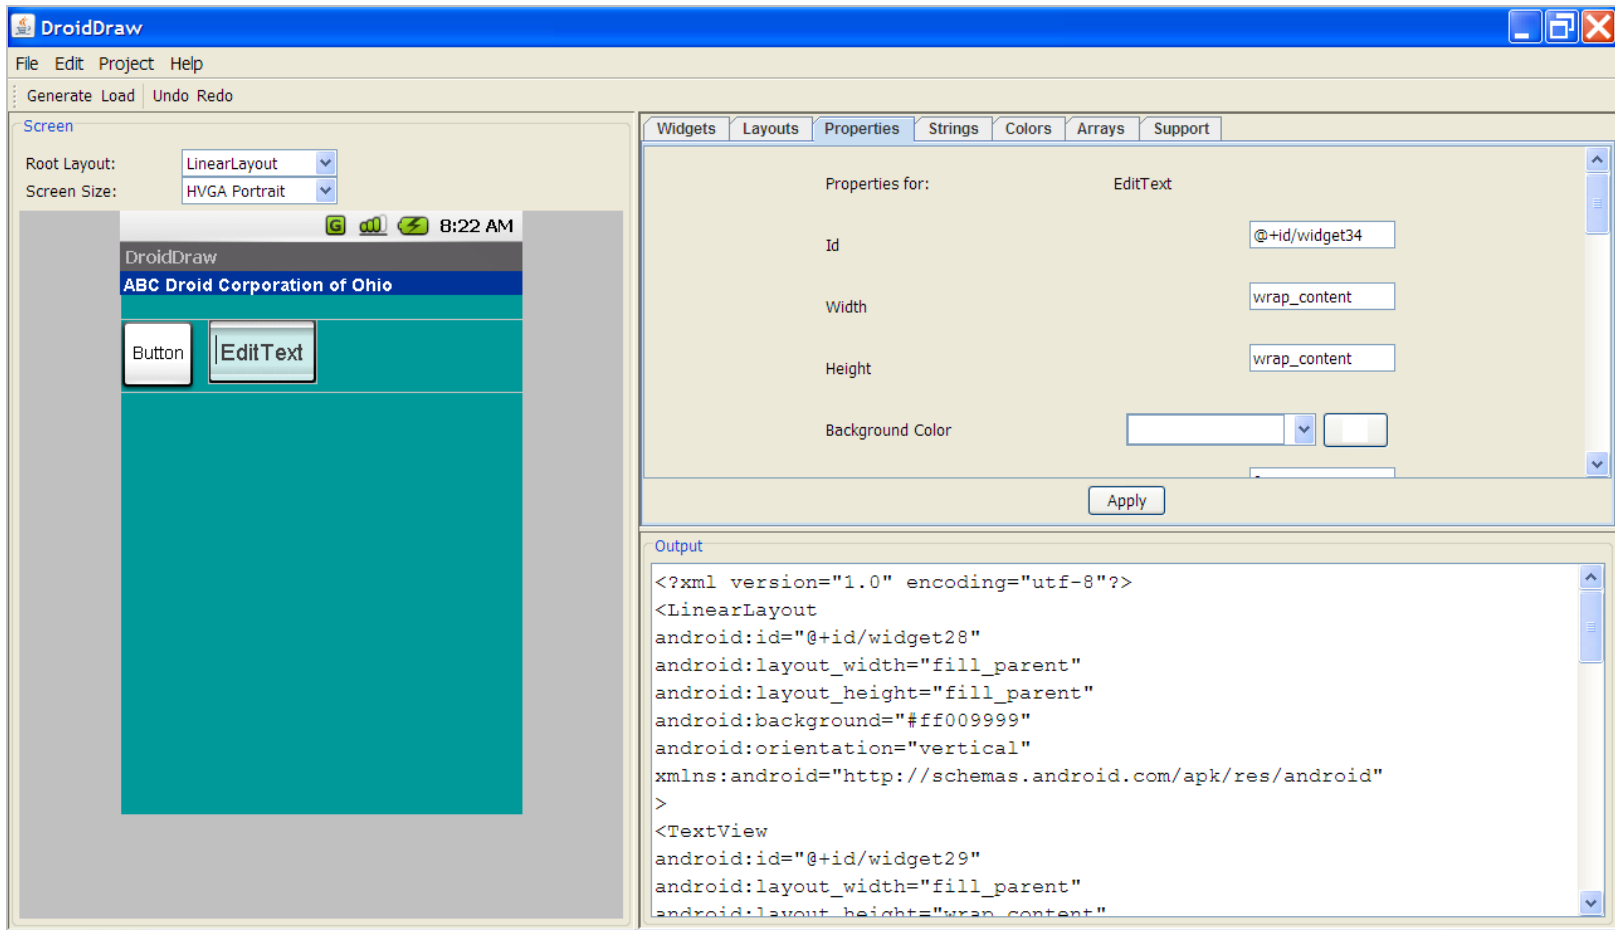 DroidDraw
File Edit Project Help
Generate Load Undo Redo
Screen
Root Layout: LinearLayout
Screen Size: HVGA Portrait
G 8:22 AM
DroidDraw
ABC Droid Corporation of Ohio
Button EditText
Widgets Layouts Properties Strings Colors Arrays Support
Properties for: EditText
Id @+id/widget34
Width wrap_content
Height wrap_content
Background Color
Apply
Output
<?xml version="1.0" encoding="utf-8"?>
<LinearLayout
android:id="@+id/widget28"
android:layout_width="fill_parent"
android:layout_height="fill_parent"
android:background="#ff009999"
android:orientation="vertical"
xmlns:android="http://schemas.android.com/apk/res/android"
>
<TextView
android:id="@+id/widget29"
android:layout_width="fill_parent"
android:layout_height="wrap_content"